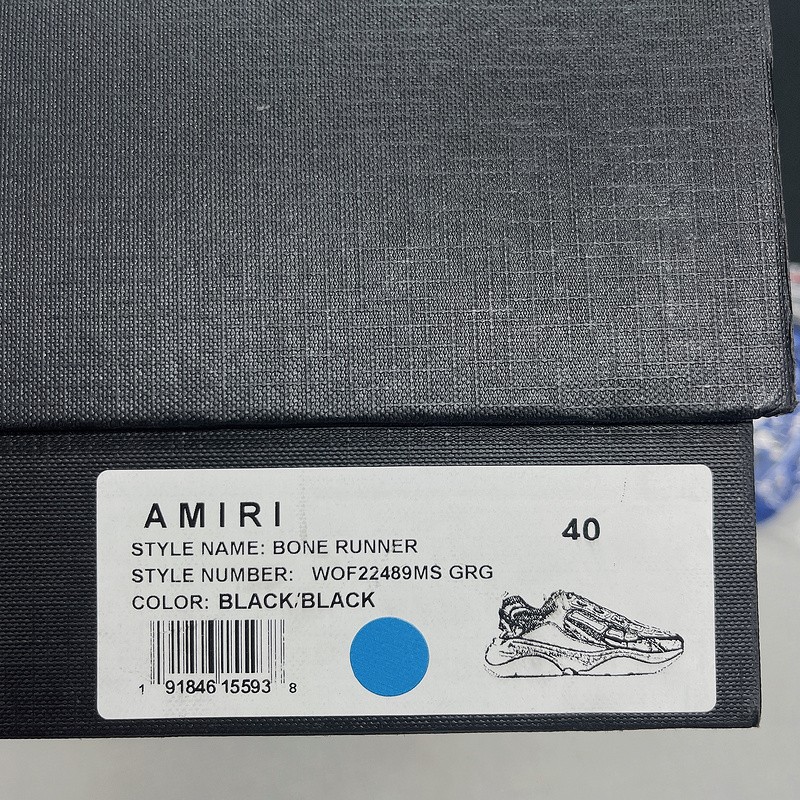 AMIRI
40
STYLE NAME: BONE RUNNER
STYLE NUMBER: WOF22489MS GRG
COLOR: BLACK/BLACK
1 91846 15593 8